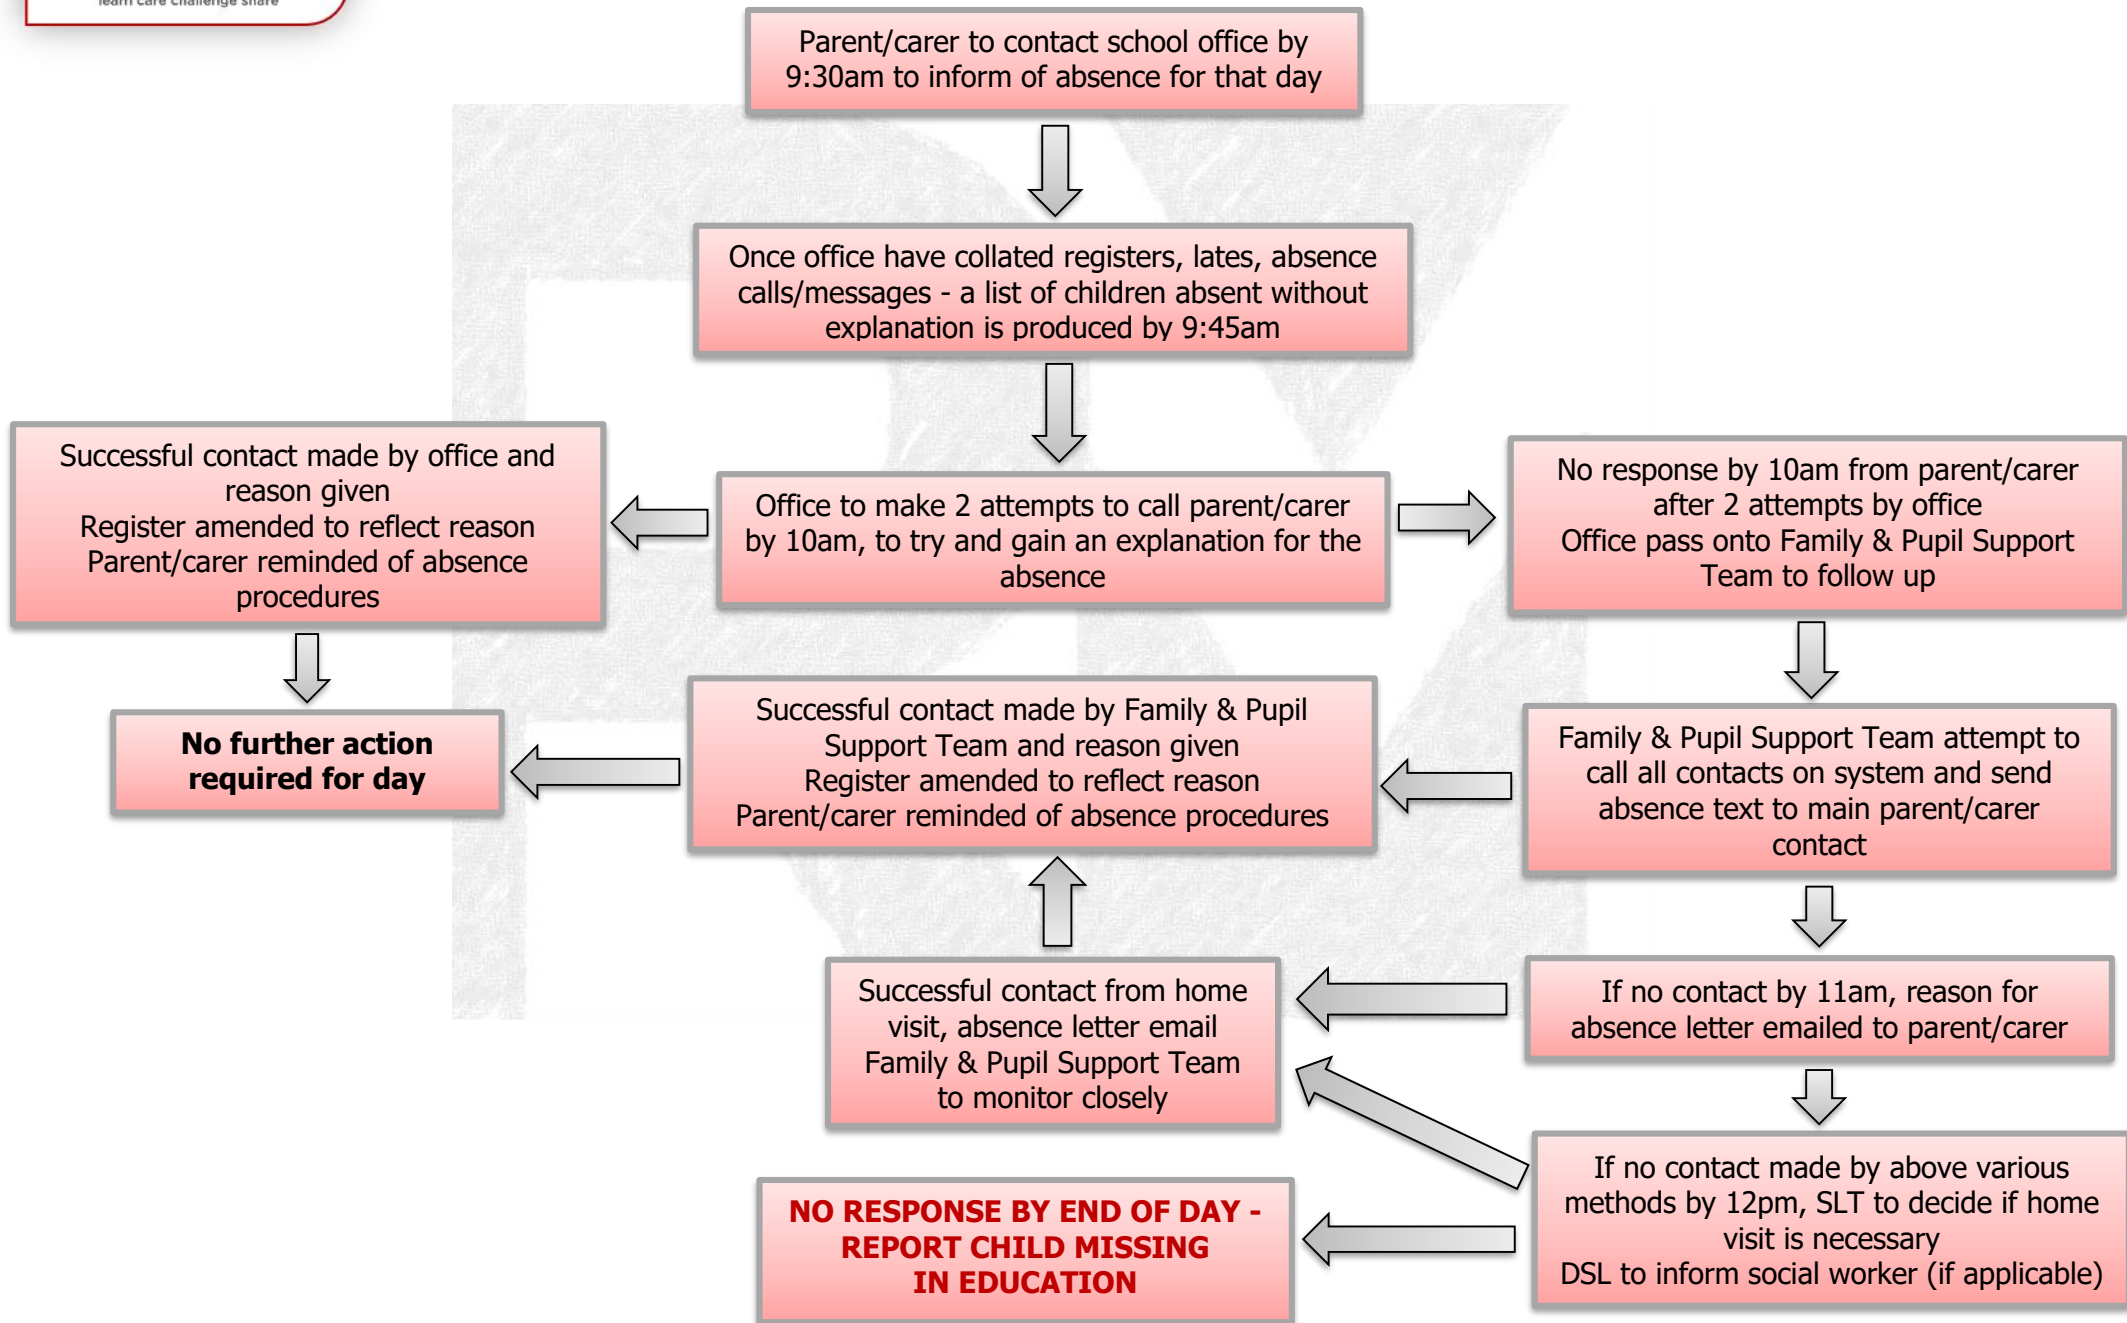 learn care challenge share
Parent/carer to contact school office by
9:30am to inform of absence for that day
Once office have collated registers, lates, absence
calls/messages - a list of children absent without
explanation is produced by 9:45am
Successful contact made by office and
reason given
Register amended to reflect reason
Parent/carer reminded of absence
procedures
Office to make 2 attempts to call parent/carer
by 10am, to try and gain an explanation for the
absence
No response by 10am from parent/carer
after 2 attempts by office
Office pass onto Family & Pupil Support
Team to follow up
No further action
required for day
Successful contact made by Family & Pupil
Support Team and reason given
Register amended to reflect reason
Parent/carer reminded of absence procedures
Family & Pupil Support Team attempt to
call all contacts on system and send
absence text to main parent/carer
contact
Successful contact from home
visit, absence letter email
Family & Pupil Support Team
to monitor closely
If no contact by 11am, reason for
absence letter emailed to parent/carer
NO RESPONSE BY END OF DAY -
REPORT CHILD MISSING
IN EDUCATION
If no contact made by above various
methods by 12pm, SLT to decide if home
visit is necessary
DSL to inform social worker (if applicable)